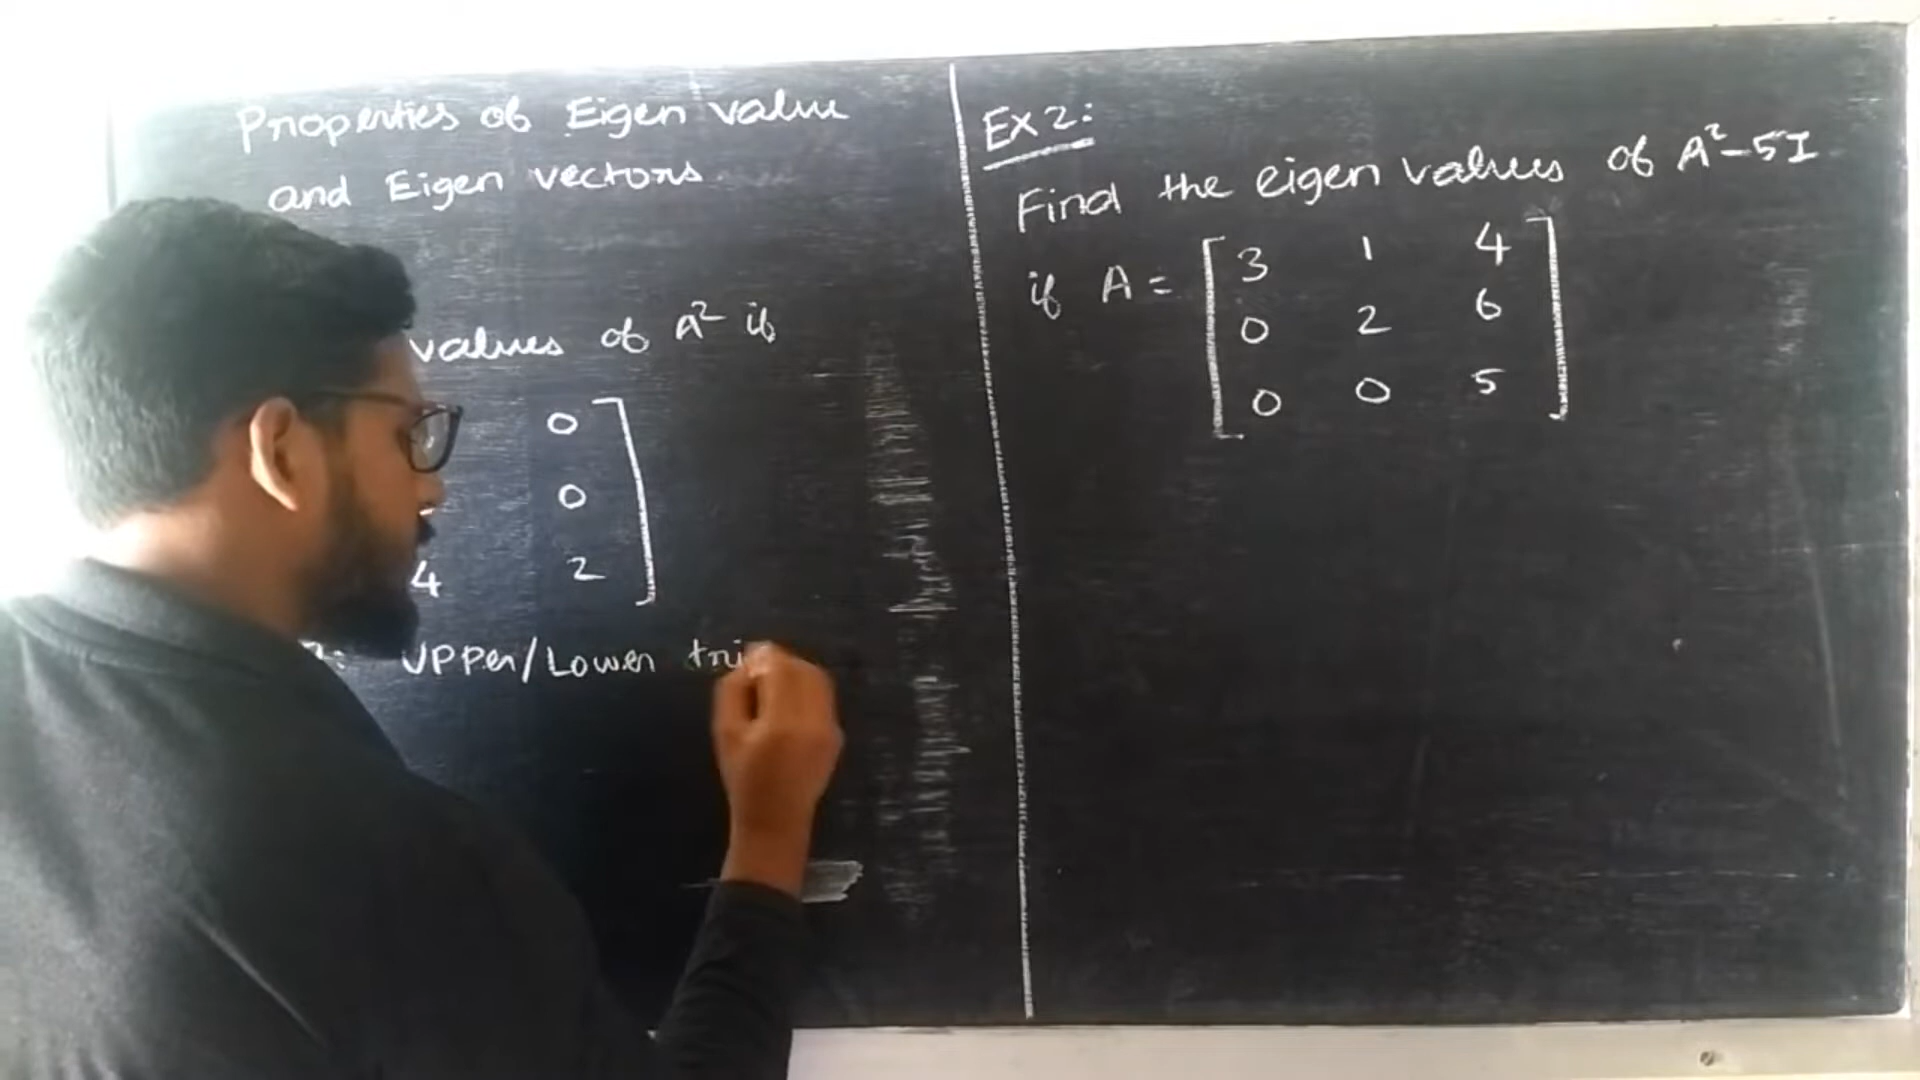 Properties of Eigen value
and Eigen vectors
values of A² if
0
0
4 2
Upper/Lower tri
Ex 2:
Find the eigen values of A²-5I
if A = [ 3 1 4
0 2 6
0 0 5 ]